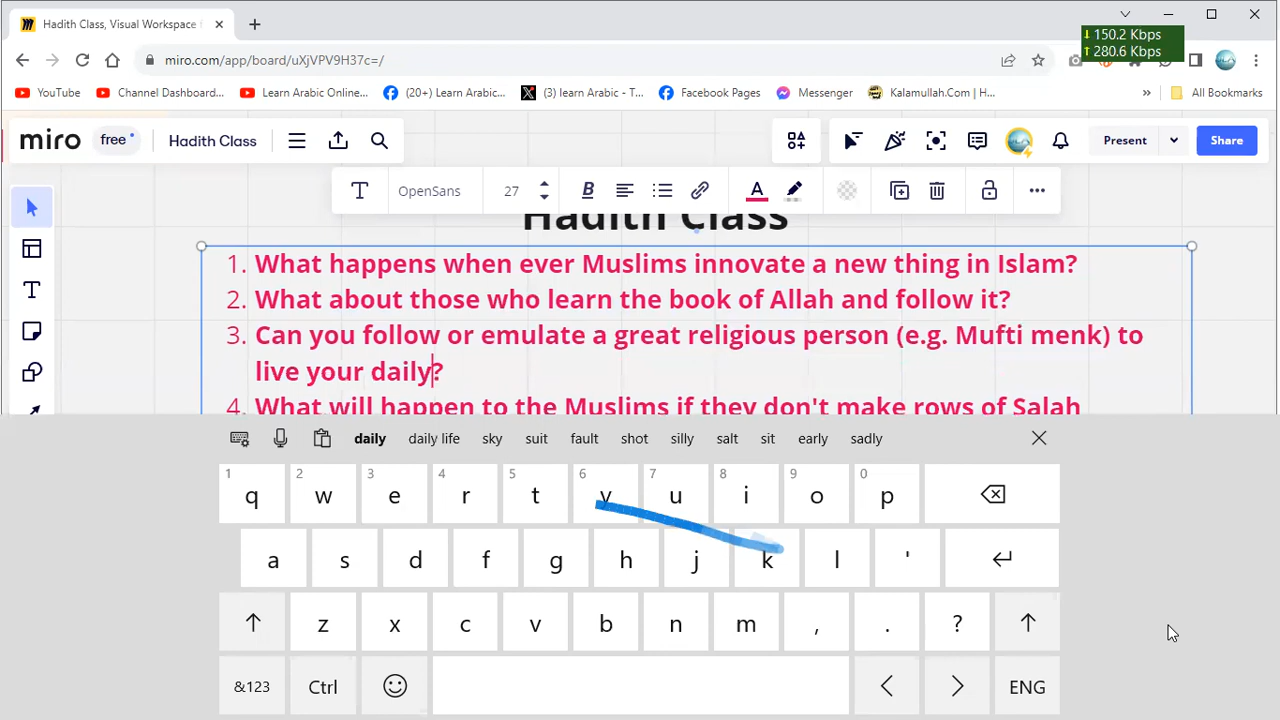 Hadith Class, Visual Workspace
150.2 Kbps
280.6 Kbps
miro.com/app/board/uXjVPV9H37c=/
YouTube Channel Dashboard... Learn Arabic Online... (20+) Learn Arabic... (3) learn Arabic - T... Facebook Pages Messenger Kalamullah.Com | H... » All Bookmarks
miro free Hadith Class Present Share
T OpenSans 27 B A
Hadith Class
1. What happens when ever Muslims innovate a new thing in Islam?
2. What about those who learn the book of Allah and follow it?
3. Can you follow or emulate a great religious person (e.g. Mufti menk) to
live your daily?
4. What will happen to the Muslims if they don't make rows of Salah
daily daily life sky suit fault shot silly salt sit early sadly
1 2 3 4 5 6 7 8 9 0
q w e r t y u i o p
a s d f g h j k l '
z x c v b n m , . ?
&123 Ctrl ENG